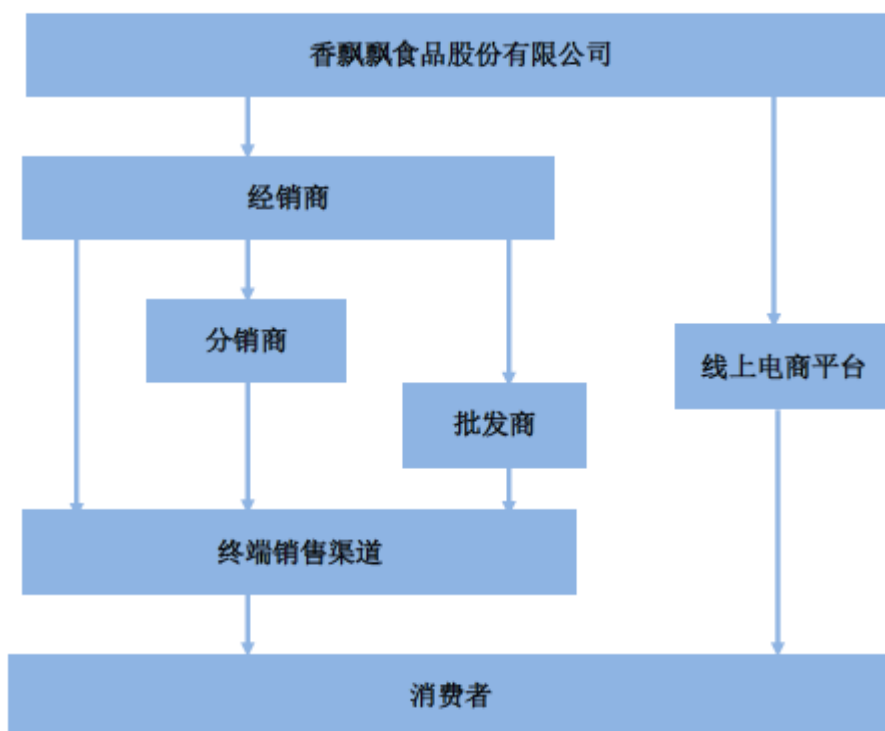 香飘飘食品股份有限公司
经销商
分销商
线上电商平台
批发商
终端销售渠道
消费者